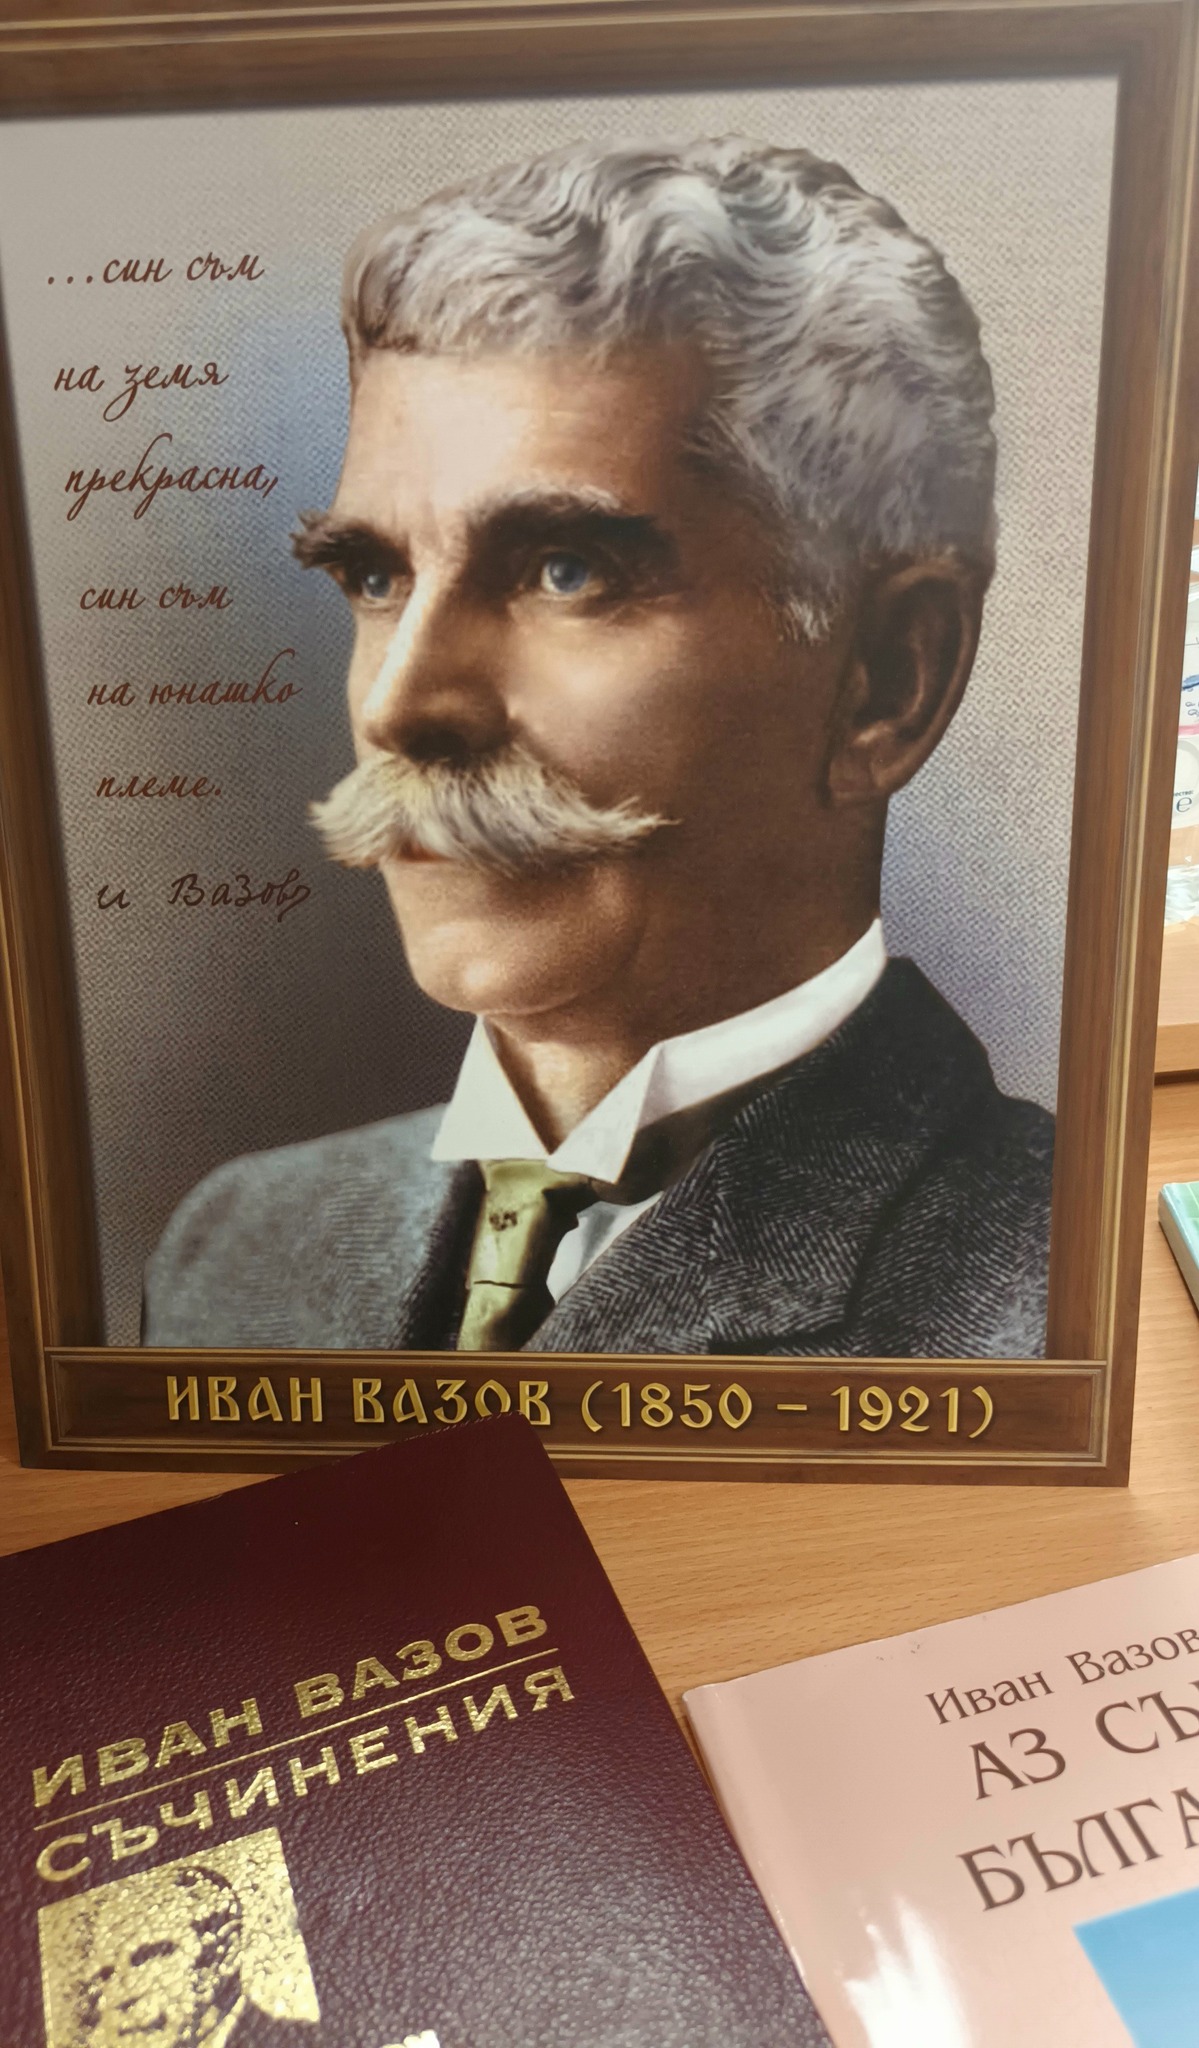 ...син съм
на земя
прекрасна,
син съм
на юнашко
племе.
и Вазовъ
ИВАН ВАЗОВ (1850 – 1921)
ИВАН ВАЗОВ
СЪЧИНЕНИЯ
Иван Вазов
АЗ СЪ
БЪЛГА